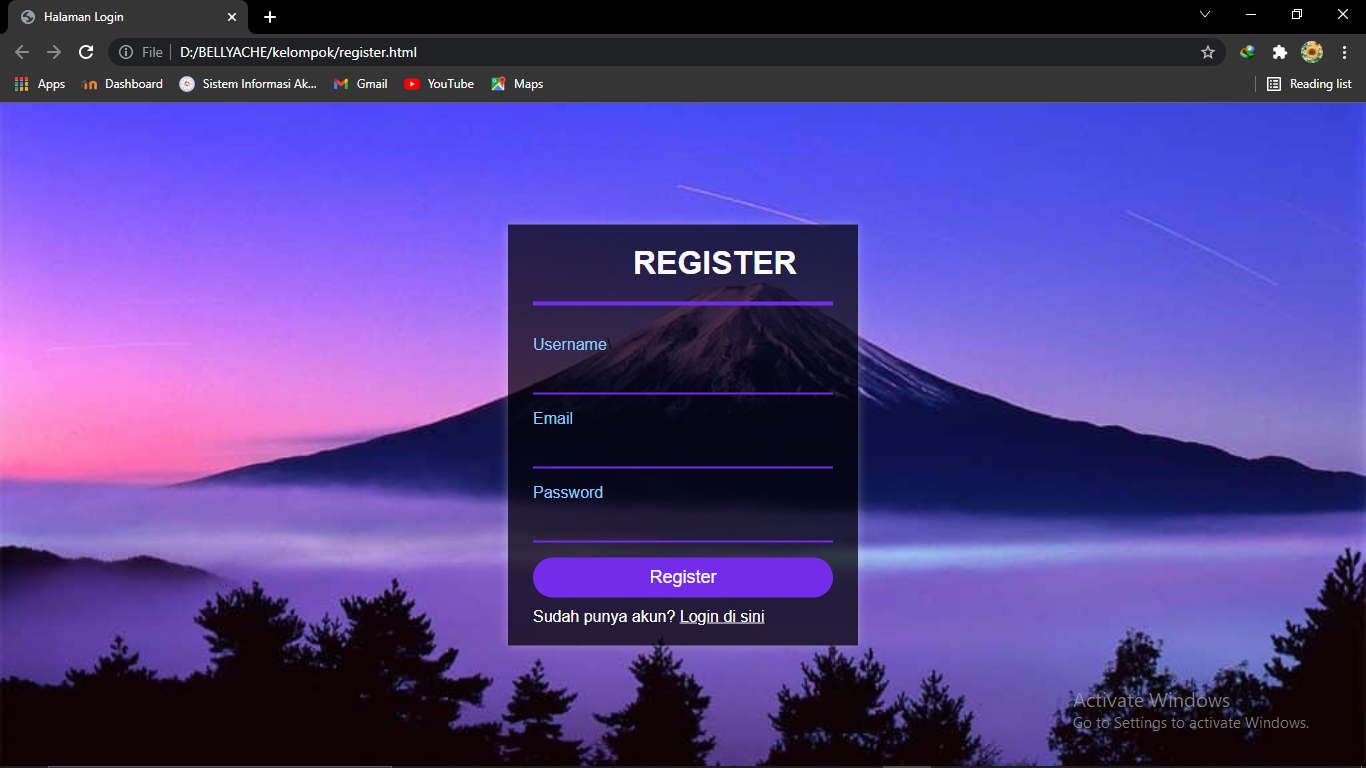 Halaman Login
File D:/BELLYACHE/kelompok/register.html
Apps Dashboard Sistem Informasi Ak... Gmail YouTube Maps Reading list
REGISTER
Username
Email
Password
Register
Sudah punya akun? Login di sini
Activate Windows
Go to Settings to activate Windows.